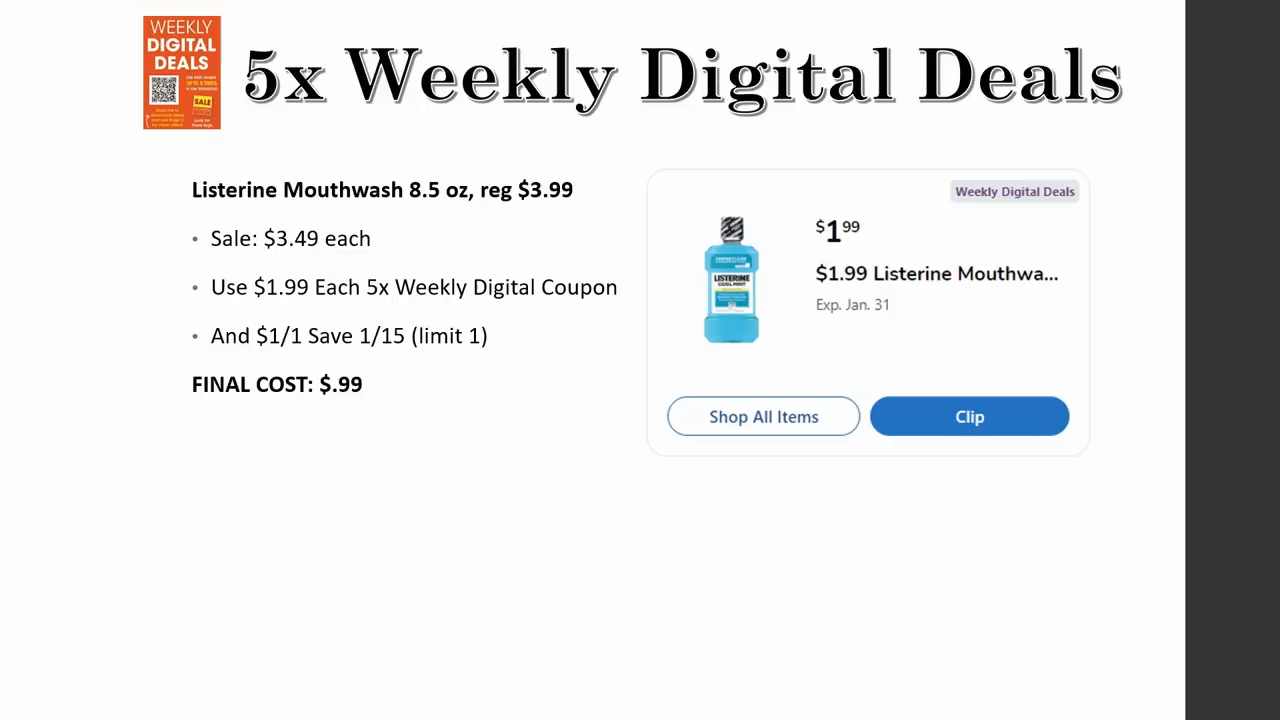 WEEKLY
DIGITAL
DEALS
SALE
5x Weekly Digital Deals
Listerine Mouthwash 8.5 oz, reg $3.99
• Sale: $3.49 each
• Use $1.99 Each 5x Weekly Digital Coupon
• And $1/1 Save 1/15 (limit 1)
FINAL COST: $.99
Weekly Digital Deals
$1 99
$1.99 Listerine Mouthwa...
Exp. Jan. 31
LISTERINE
COOL MINT
Shop All Items
Clip